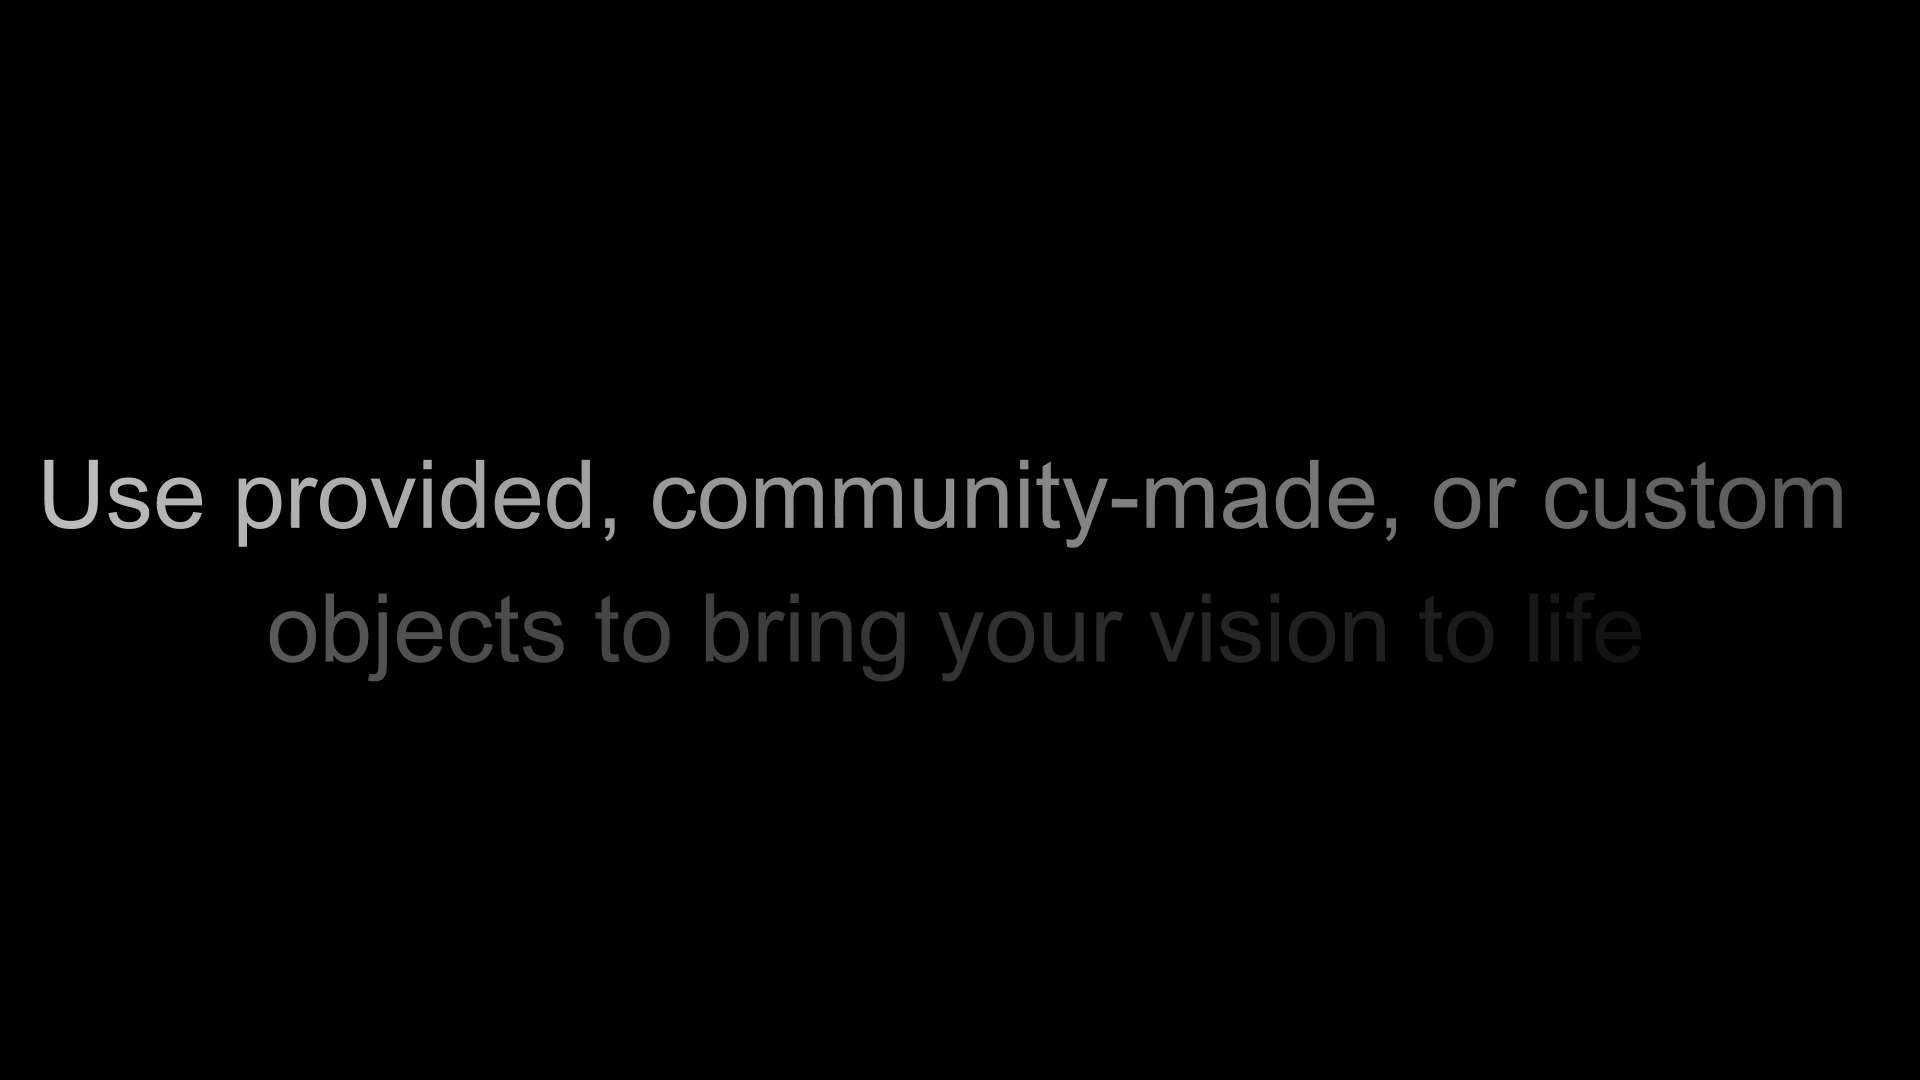 Use provided, community-made, or custom
objects to bring your vision to life